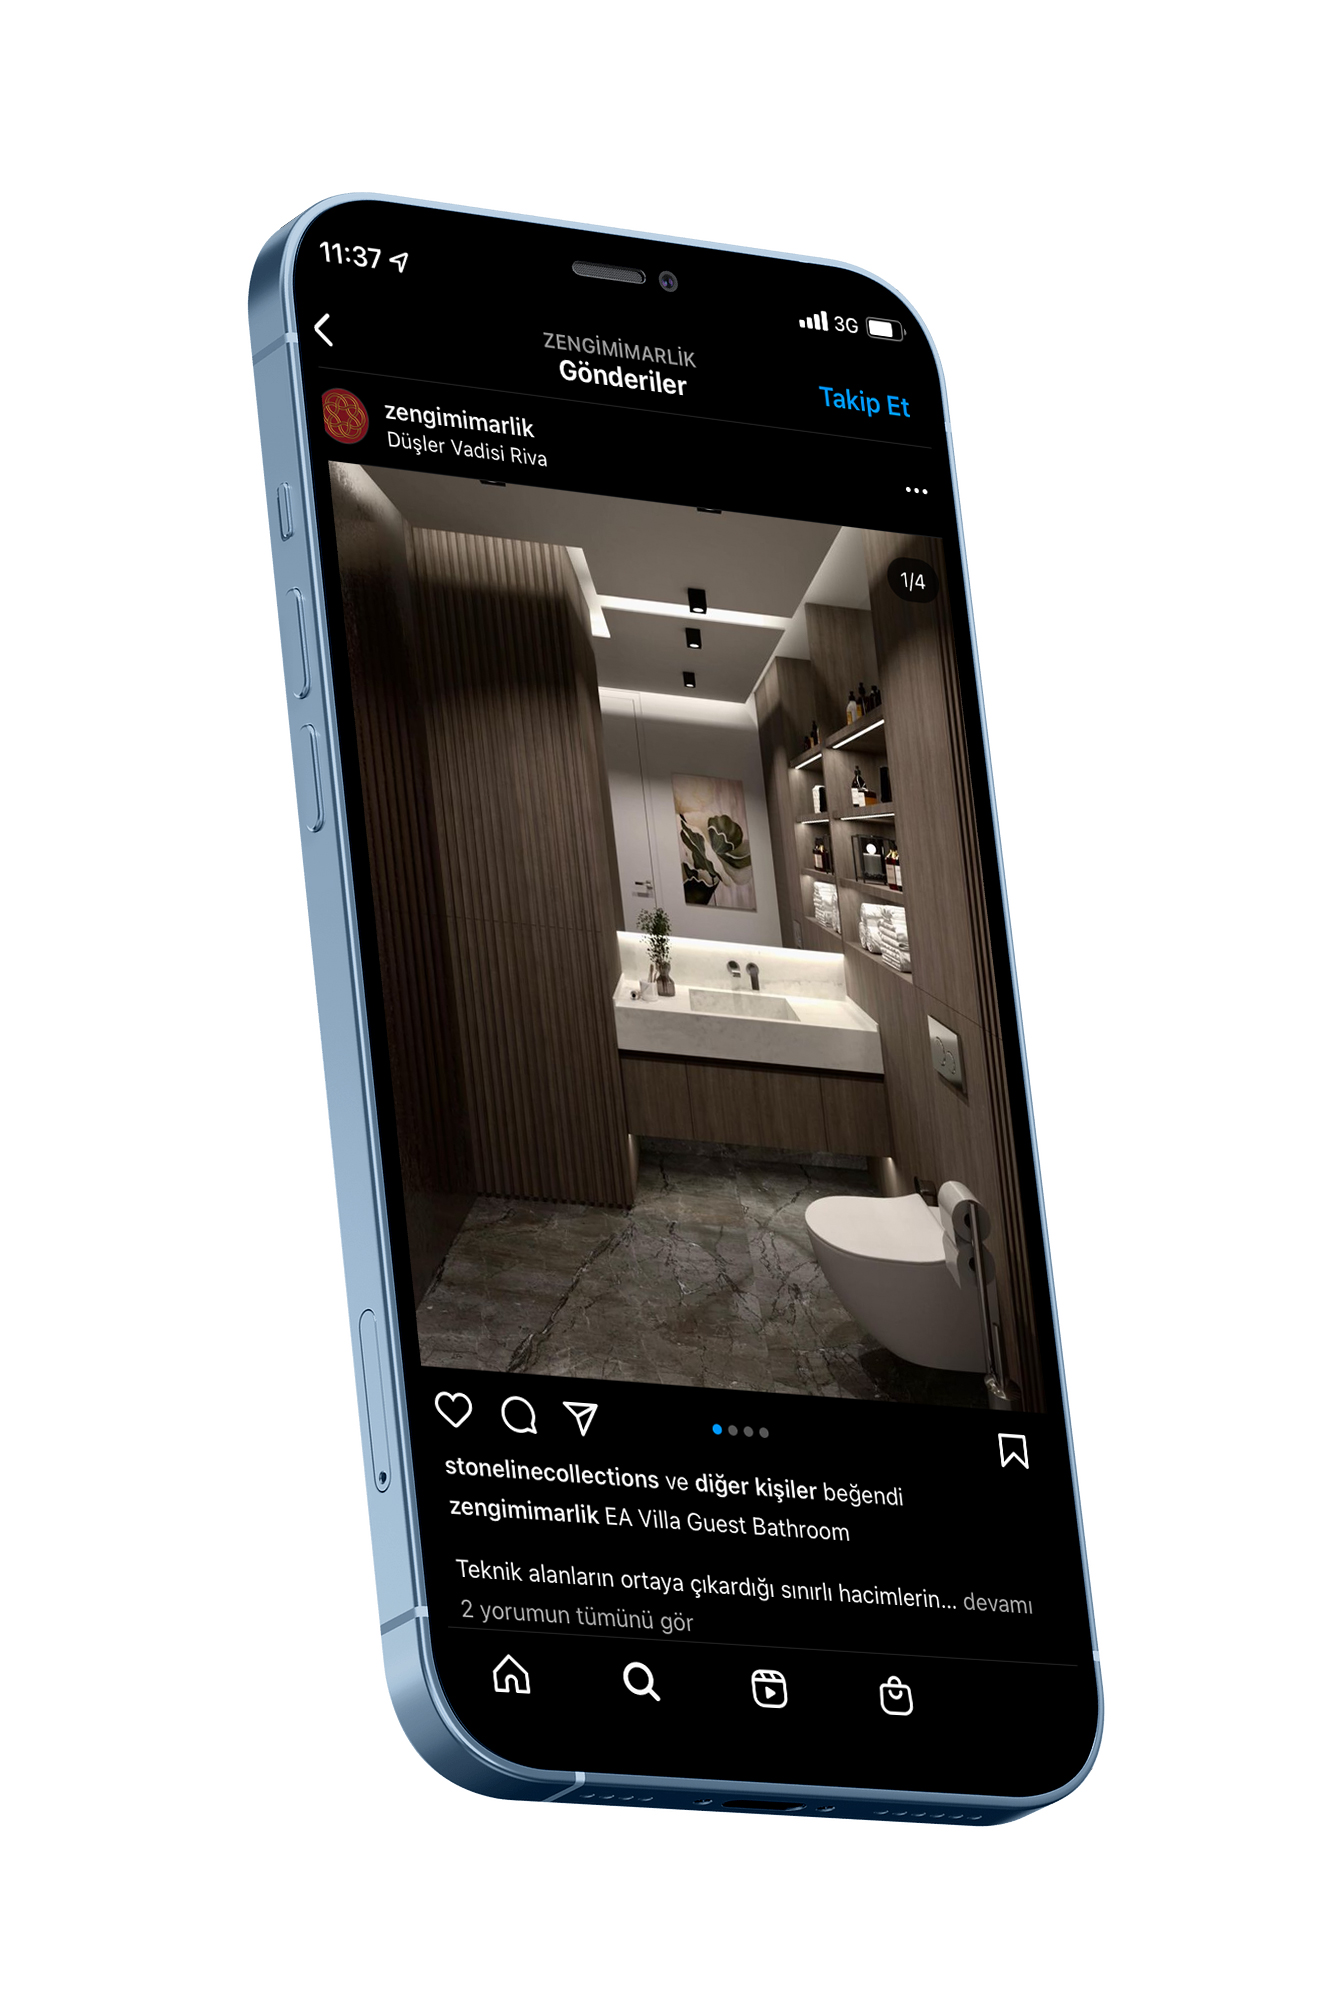 11:37
3G
ZENGİMİMARLİK
Gönderiler
Takip Et
zengimimarlik
Düşler Vadisi Riva
1/4
stonelinecollections ve diğer kişiler beğendi
zengimimarlik EA Villa Guest Bathroom
Teknik alanların ortaya çıkardığı sınırlı hacimlerin... devamı
2 yorumun tümünü gör